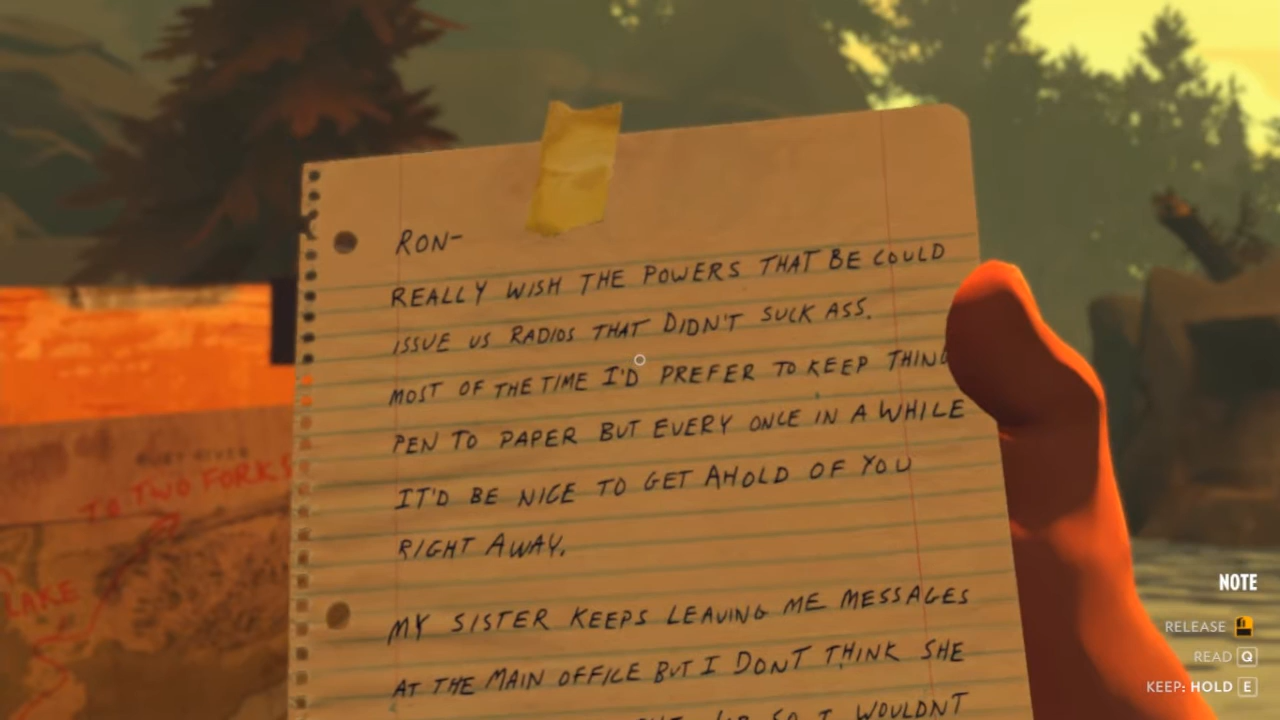 RON-
REALLY WISH THE POWERS THAT BE COULD
ISSUE US RADIOS THAT DIDN'T SUCK ASS.
MOST OF THE TIME I'D PREFER TO KEEP
PEN TO PAPER BUT EVERY ONCE IN A WHILE
IT'D BE NICE TO GET AHOLD OF YOU
RIGHT AWAY.
MY SISTER KEEPS LEAVING ME MESSAGES
AT THE MAIN OFFICE BUT I DON'T THINK SHE
SO I WOULDNT
TO TWO FORKS
LAKE
NOTE
RELEASE
READ Q
KEEP: HOLD E